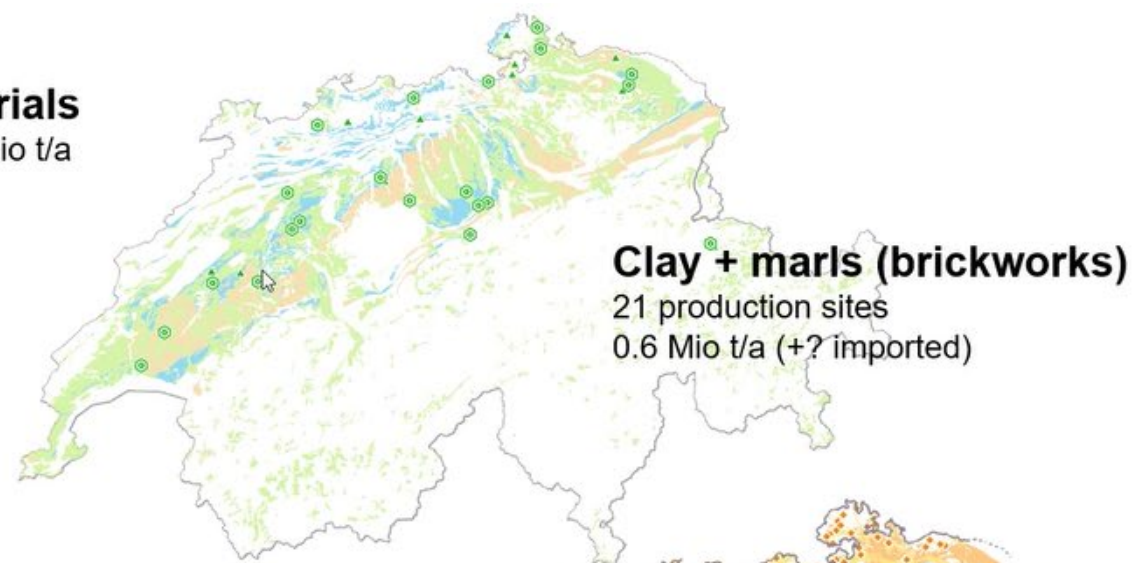 rials
io t/a
Clay + marls (brickworks)
21 production sites
0.6 Mio t/a (+? imported)